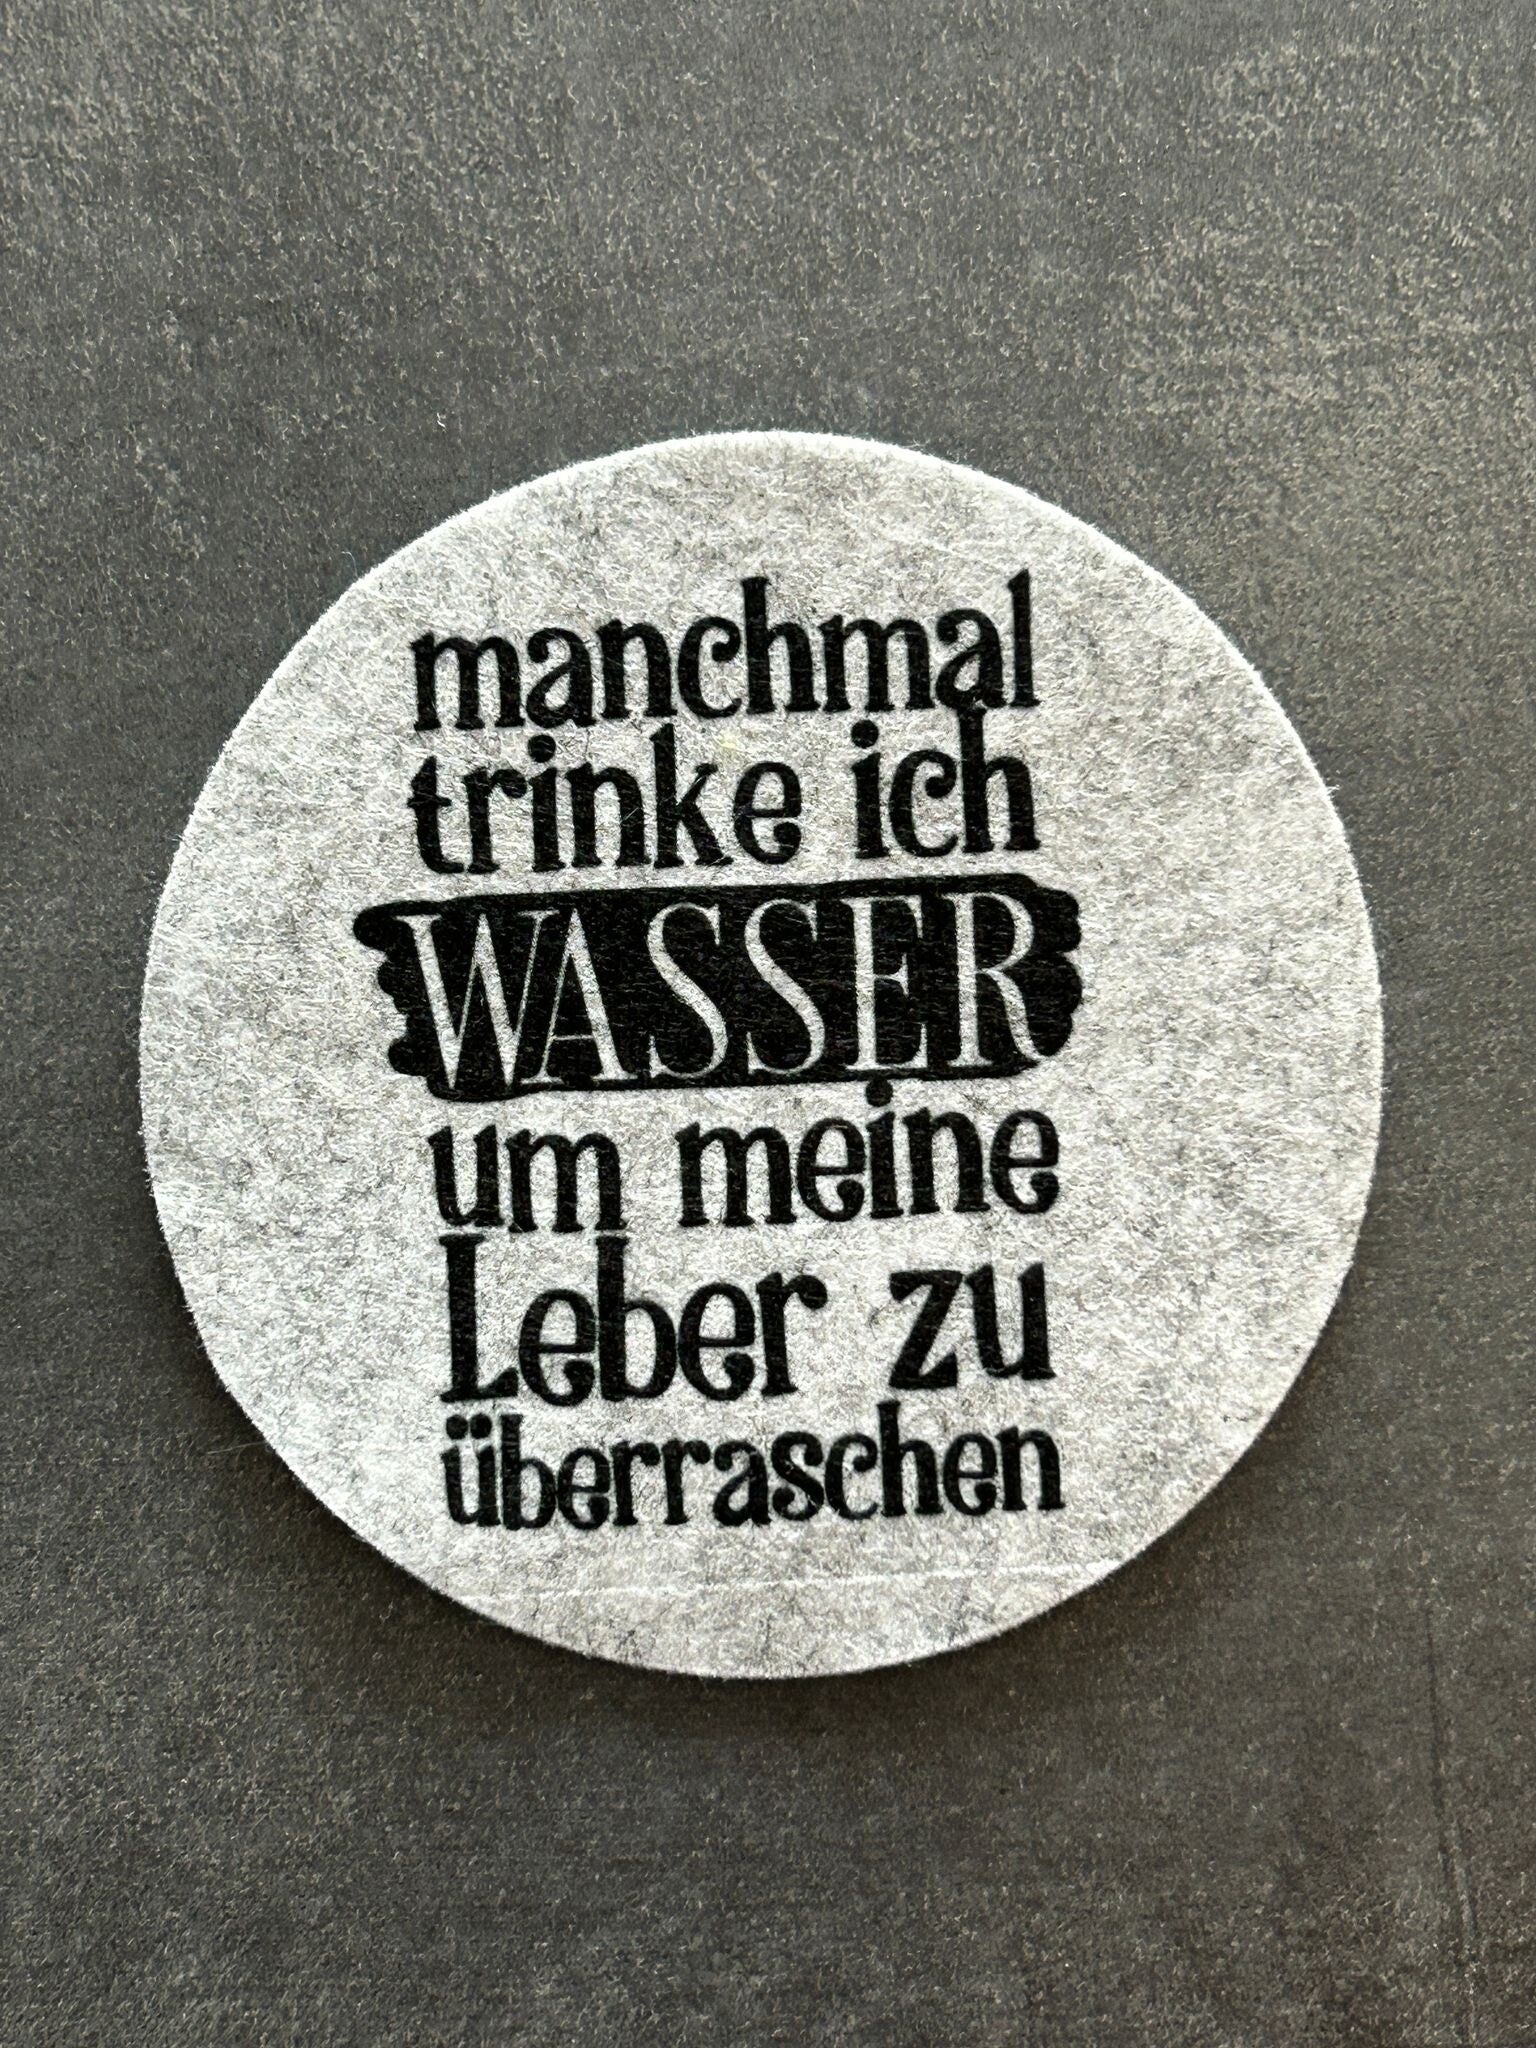 manchmal
trinke ich
WASSER
um meine
Leber zu
überraschen